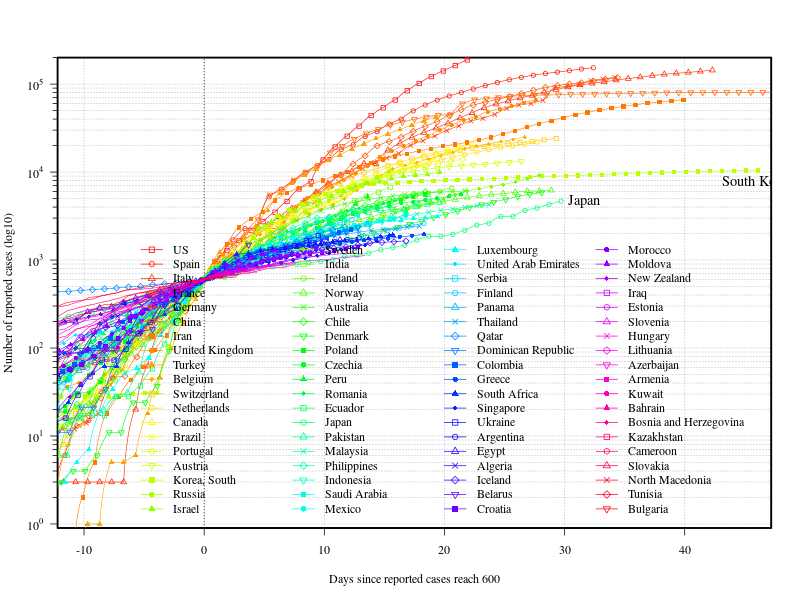 10^5
10^4
10^3
10^2
10^1
10^0
Number of reported cases (log10)
South K
Japan
US
Spain
Italy
France
Germany
China
Iran
United Kingdom
Turkey
Belgium
Switzerland
Netherlands
Canada
Brazil
Portugal
Austria
Korea, South
Russia
Israel
Sweden
India
Ireland
Norway
Australia
Chile
Denmark
Poland
Czechia
Peru
Romania
Ecuador
Japan
Pakistan
Malaysia
Philippines
Indonesia
Saudi Arabia
Mexico
Luxembourg
United Arab Emirates
Serbia
Finland
Panama
Thailand
Qatar
Dominican Republic
Colombia
Greece
South Africa
Singapore
Ukraine
Argentina
Egypt
Algeria
Iceland
Belarus
Croatia
Morocco
Moldova
New Zealand
Iraq
Estonia
Slovenia
Hungary
Lithuania
Azerbaijan
Armenia
Kuwait
Bahrain
Bosnia and Herzegovina
Kazakhstan
Cameroon
Slovakia
North Macedonia
Tunisia
Bulgaria
-10 0 10 20 30 40
Days since reported cases reach 600